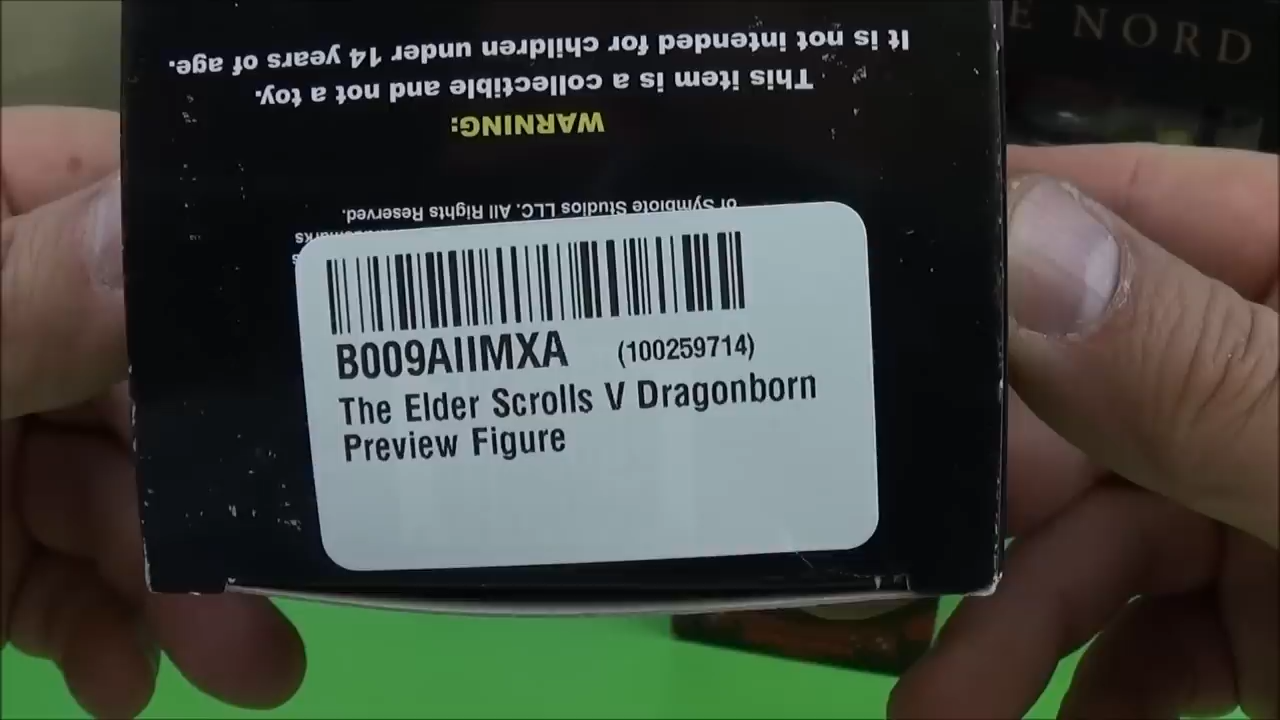 E NORD
WARNING:
This item is a collectible and not a toy.
It is not intended for children under 14 years of age.
of Symbiote Studios LLC. All Rights Reserved.
B009AIIMXA (100259714)
The Elder Scrolls V Dragonborn
Preview Figure